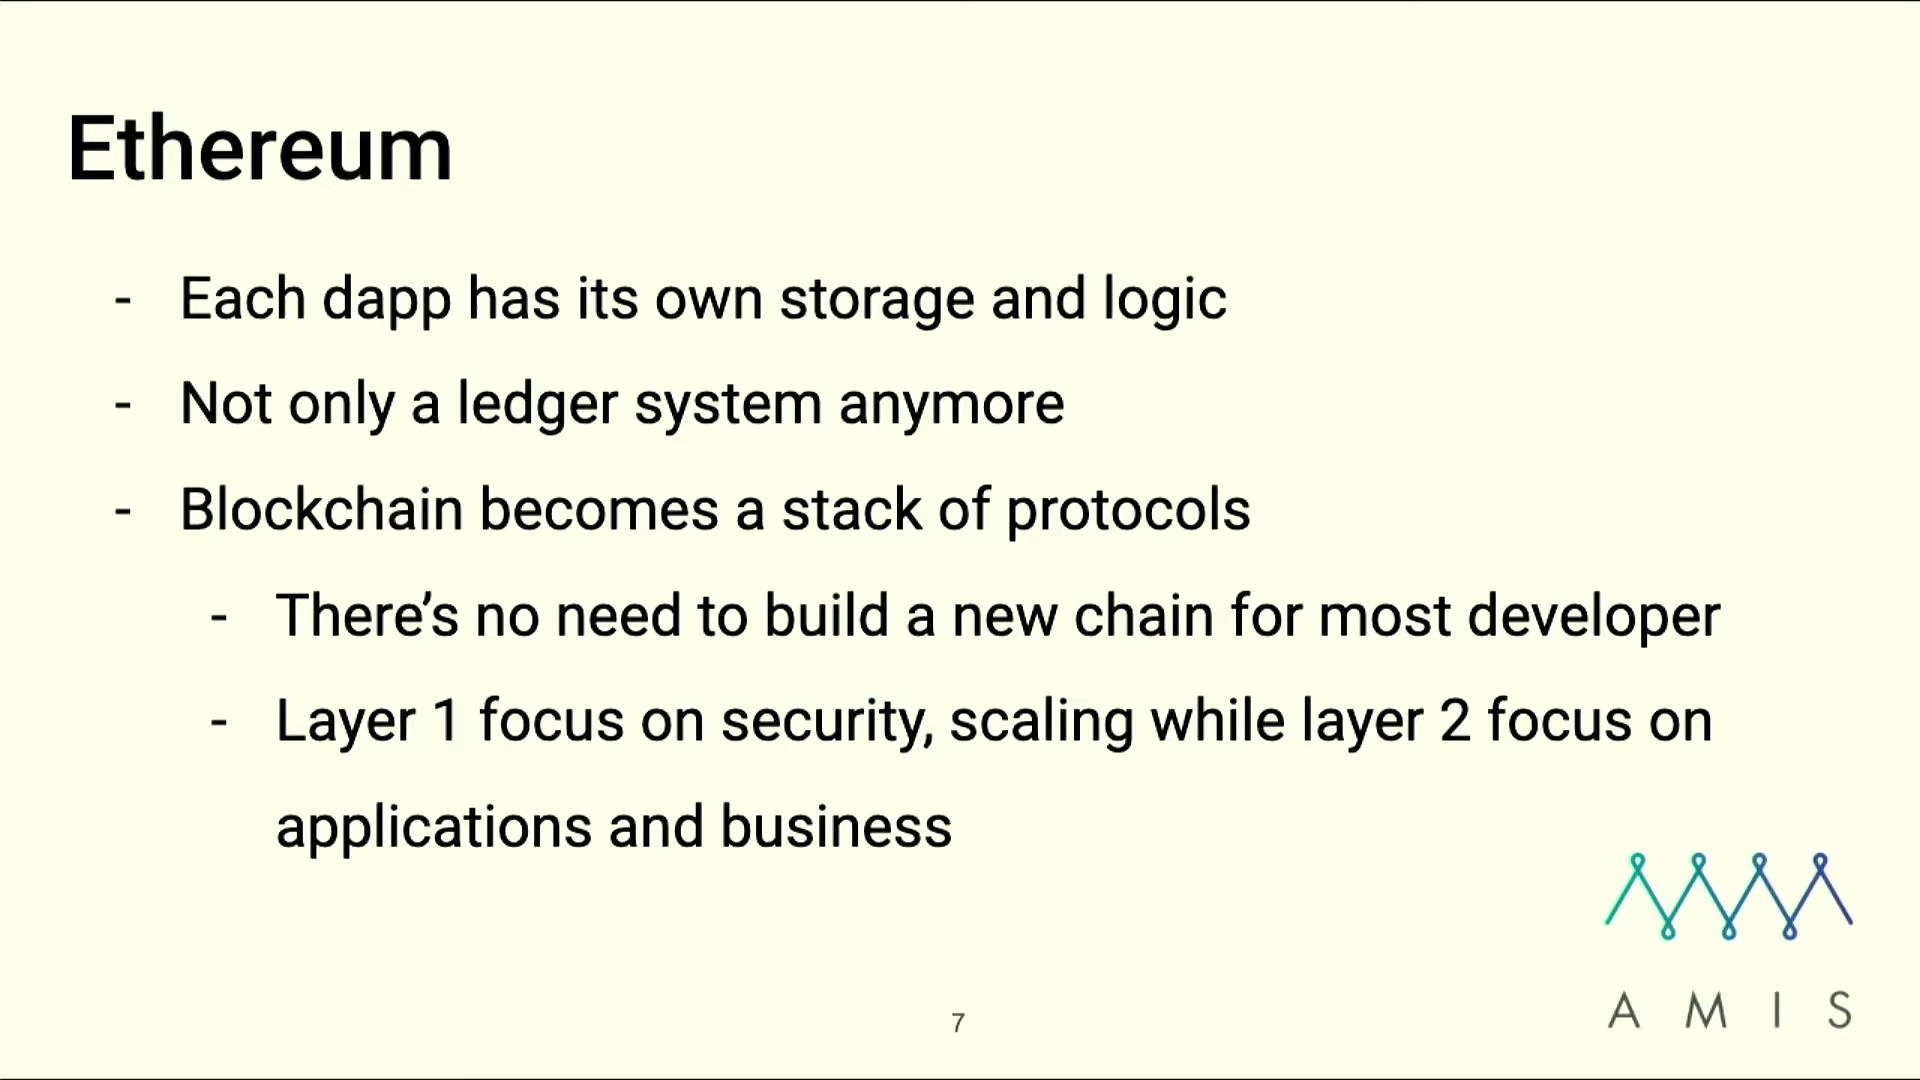 Ethereum
- Each dapp has its own storage and logic
- Not only a ledger system anymore
- Blockchain becomes a stack of protocols
- There’s no need to build a new chain for most developer
- Layer 1 focus on security, scaling while layer 2 focus on
applications and business
7
AMIS